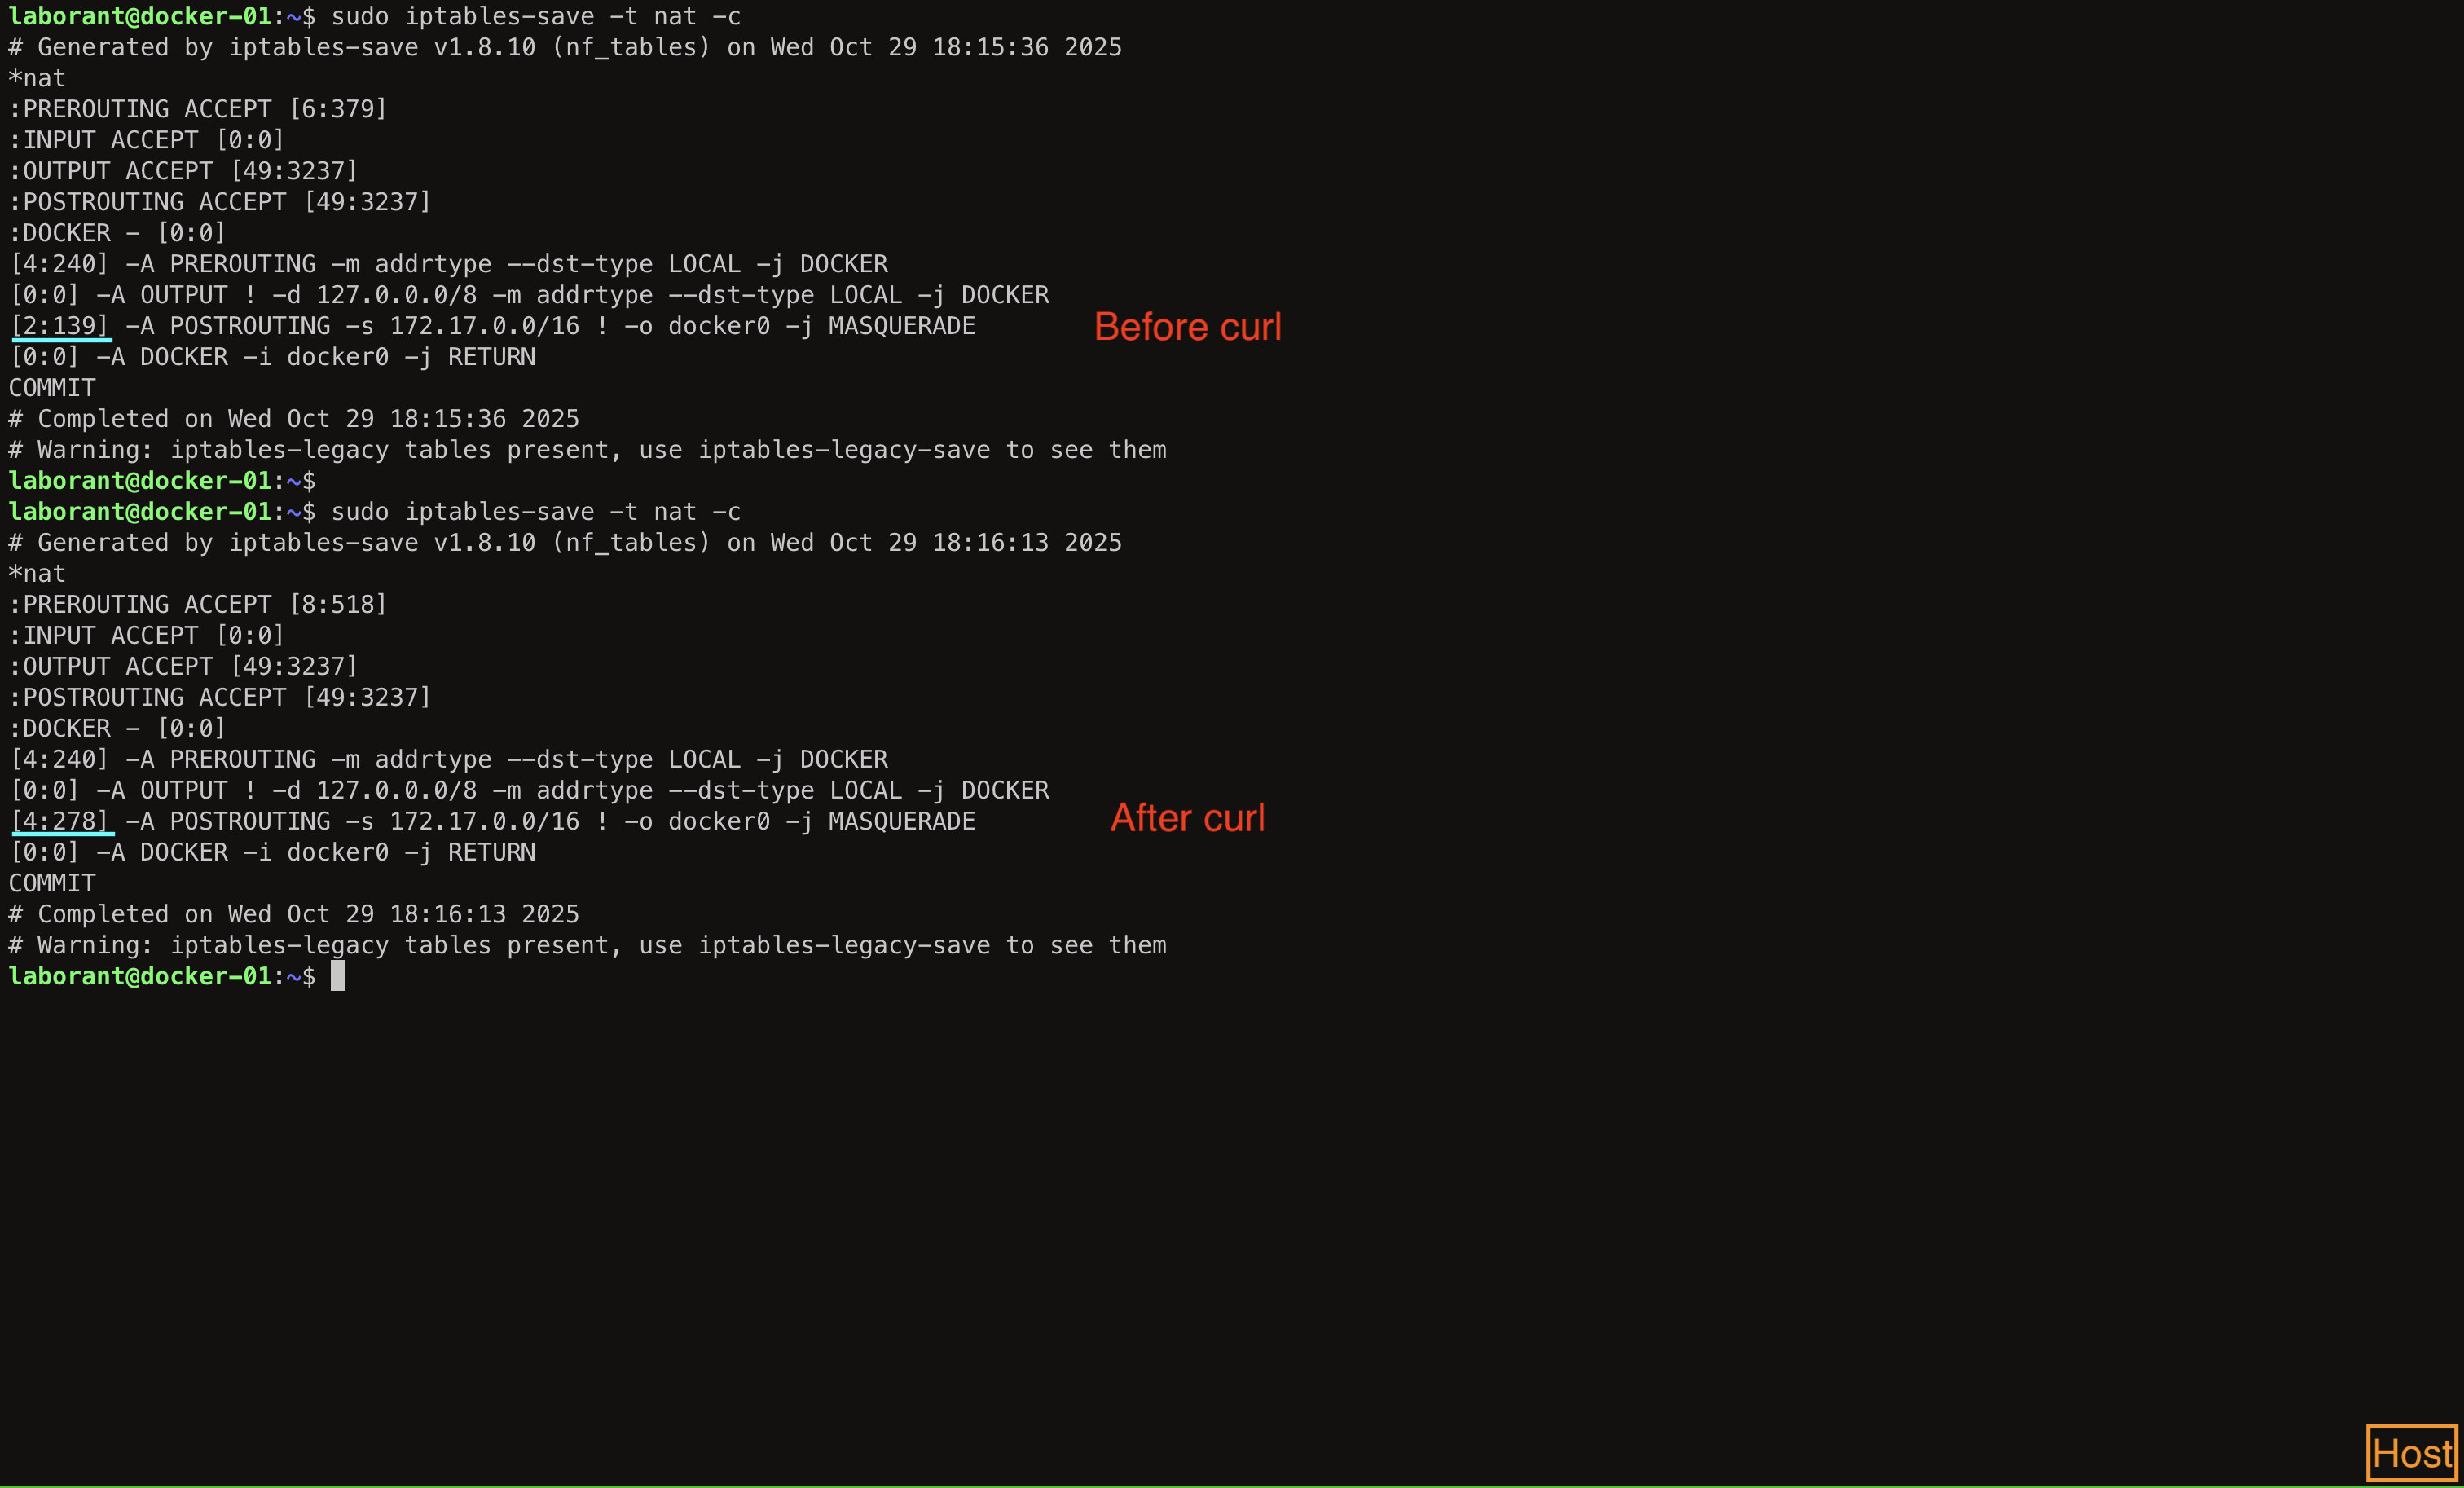 laborant@docker-01:~$ sudo iptables-save -t nat -c
# Generated by iptables-save v1.8.10 (nf_tables) on Wed Oct 29 18:15:36 2025
*nat
:PREROUTING ACCEPT [6:379]
:INPUT ACCEPT [0:0]
:OUTPUT ACCEPT [49:3237]
:POSTROUTING ACCEPT [49:3237]
:DOCKER - [0:0]
[4:240] -A PREROUTING -m addrtype --dst-type LOCAL -j DOCKER
[0:0] -A OUTPUT ! -d 127.0.0.0/8 -m addrtype --dst-type LOCAL -j DOCKER
[2:139] -A POSTROUTING -s 172.17.0.0/16 ! -o docker0 -j MASQUERADE Before curl
[0:0] -A DOCKER -i docker0 -j RETURN
COMMIT
# Completed on Wed Oct 29 18:15:36 2025
# Warning: iptables-legacy tables present, use iptables-legacy-save to see them
laborant@docker-01:~$
laborant@docker-01:~$ sudo iptables-save -t nat -c
# Generated by iptables-save v1.8.10 (nf_tables) on Wed Oct 29 18:16:13 2025
*nat
:PREROUTING ACCEPT [8:518]
:INPUT ACCEPT [0:0]
:OUTPUT ACCEPT [49:3237]
:POSTROUTING ACCEPT [49:3237]
:DOCKER - [0:0]
[4:240] -A PREROUTING -m addrtype --dst-type LOCAL -j DOCKER
[0:0] -A OUTPUT ! -d 127.0.0.0/8 -m addrtype --dst-type LOCAL -j DOCKER
[4:278] -A POSTROUTING -s 172.17.0.0/16 ! -o docker0 -j MASQUERADE After curl
[0:0] -A DOCKER -i docker0 -j RETURN
COMMIT
# Completed on Wed Oct 29 18:16:13 2025
# Warning: iptables-legacy tables present, use iptables-legacy-save to see them
laborant@docker-01:~$
Host